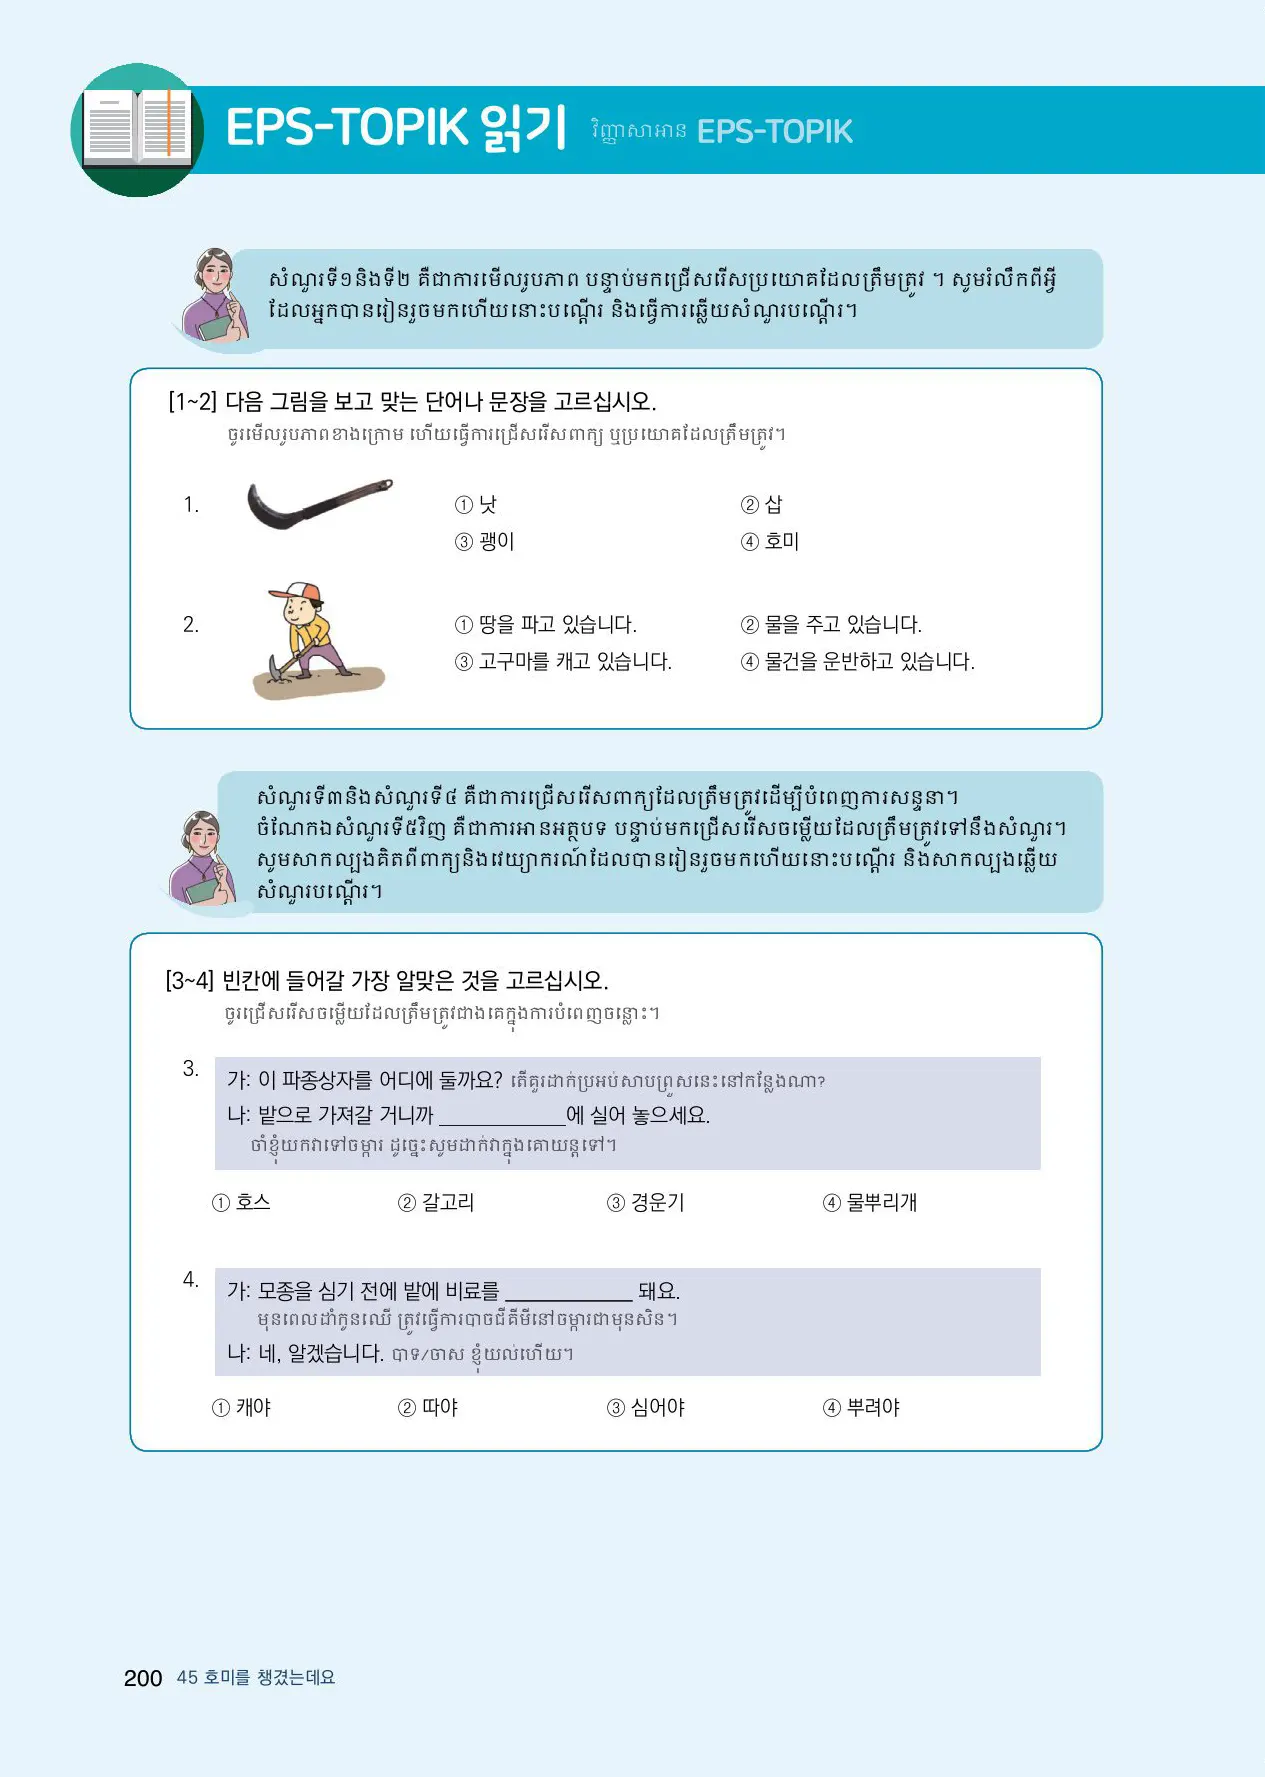 EPS-TOPIK 읽기 វិញ្ញាសាអាន EPS-TOPIK
សំណួរទី១និងទី២ គឺជាការមើលរូបភាព បន្ទាប់មកជ្រើសរើសប្រយោគដែលត្រឹមត្រូវ ។ សូមរំលឹកពីអ្វី
ដែលអ្នកបានរៀនរួចមកហើយនោះបណ្តើរ និងធ្វើការឆ្លើយសំណួរបណ្តើរ។
[1~2] 다음 그림을 보고 맞는 단어나 문장을 고르십시오.
ចូរមើលរូបភាពខាងក្រោម ហើយធ្វើការជ្រើសរើសពាក្យ ឬប្រយោគដែលត្រឹមត្រូវ។
1. ① 낫 ② 삽
③ 괭이 ④ 호미
2. ① 땅을 파고 있습니다. ② 물을 주고 있습니다.
③ 고구마를 캐고 있습니다. ④ 물건을 운반하고 있습니다.
សំណួរទី៣និងសំណួរទី៤ គឺជាការជ្រើសរើសពាក្យដែលត្រឹមត្រូវដើម្បីបំពេញការសន្ទនា។
ចំណែកឯសំណួរទី៥វិញ គឺជាការអានអត្ថបទ បន្ទាប់មកជ្រើសរើសចម្លើយដែលត្រឹមត្រូវទៅនឹងសំណួរ។
សូមសាកល្បងគិតពីពាក្យនិងវេយ្យាករណ៍ដែលបានរៀនរួចមកហើយនោះបណ្តើរ និងសាកល្បងឆ្លើយ
សំណួរបណ្តើរ។
[3~4] 빈칸에 들어갈 가장 알맞은 것을 고르십시오.
ចូរជ្រើសរើសចម្លើយដែលត្រឹមត្រូវជាងគេក្នុងការបំពេញចន្លោះ។
3. 가: 이 파종상자를 어디에 둘까요? តើគួរដាក់ប្រអប់សាបព្រួសនេះនៅកន្លែងណា?
나: 밭으로 가져갈 거니까 ____________에 실어 놓으세요.
ចាំខ្ញុំយកវាទៅចម្ការ ដូច្នេះសូមដាក់វាក្នុងគោយន្តទៅ។
① 호스 ② 갈고리 ③ 경운기 ④ 물뿌리개
4. 가: 모종을 심기 전에 밭에 비료를 ____________ 돼요.
មុនពេលដាំកូនឈើ ត្រូវធ្វើការបាចជីគីមីនៅចម្ការជាមុនសិន។
나: 네, 알겠습니다. បាទ/ចាស ខ្ញុំយល់ហើយ។
① 캐야 ② 따야 ③ 심어야 ④ 뿌려야
200 45 호미를 챙겼는데요